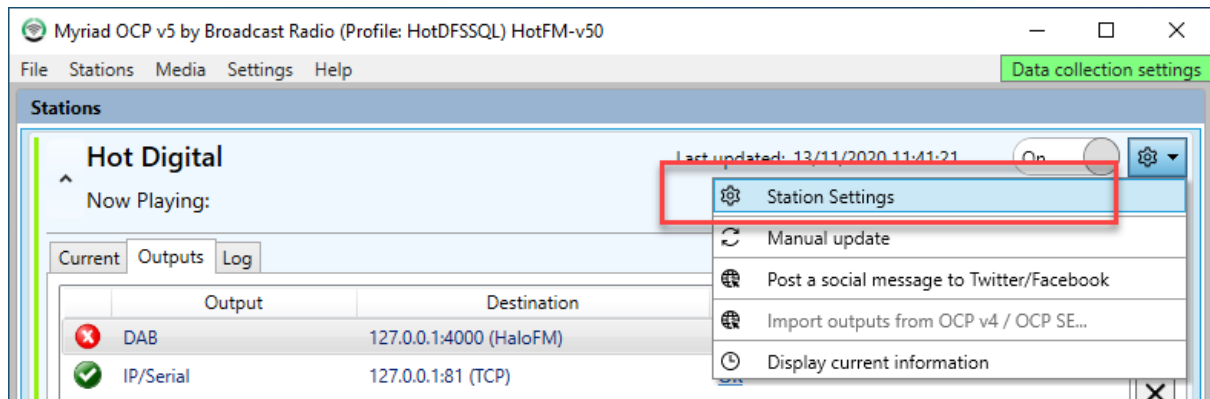 Myriad OCP v5 by Broadcast Radio (Profile: HotDFSSQL) HotFM-v50
File Stations Media Settings Help Data collection settings
Stations
Hot Digital Last updated: 13/11/2020 11:41:21 On
Station Settings
Now Playing:
Manual update
Current Outputs Log
Post a social message to Twitter/Facebook
Output Destination
Import outputs from OCP v4 / OCP SE...
DAB 127.0.0.1:4000 (HaloFM)
Display current information
IP/Serial 127.0.0.1:81 (TCP)